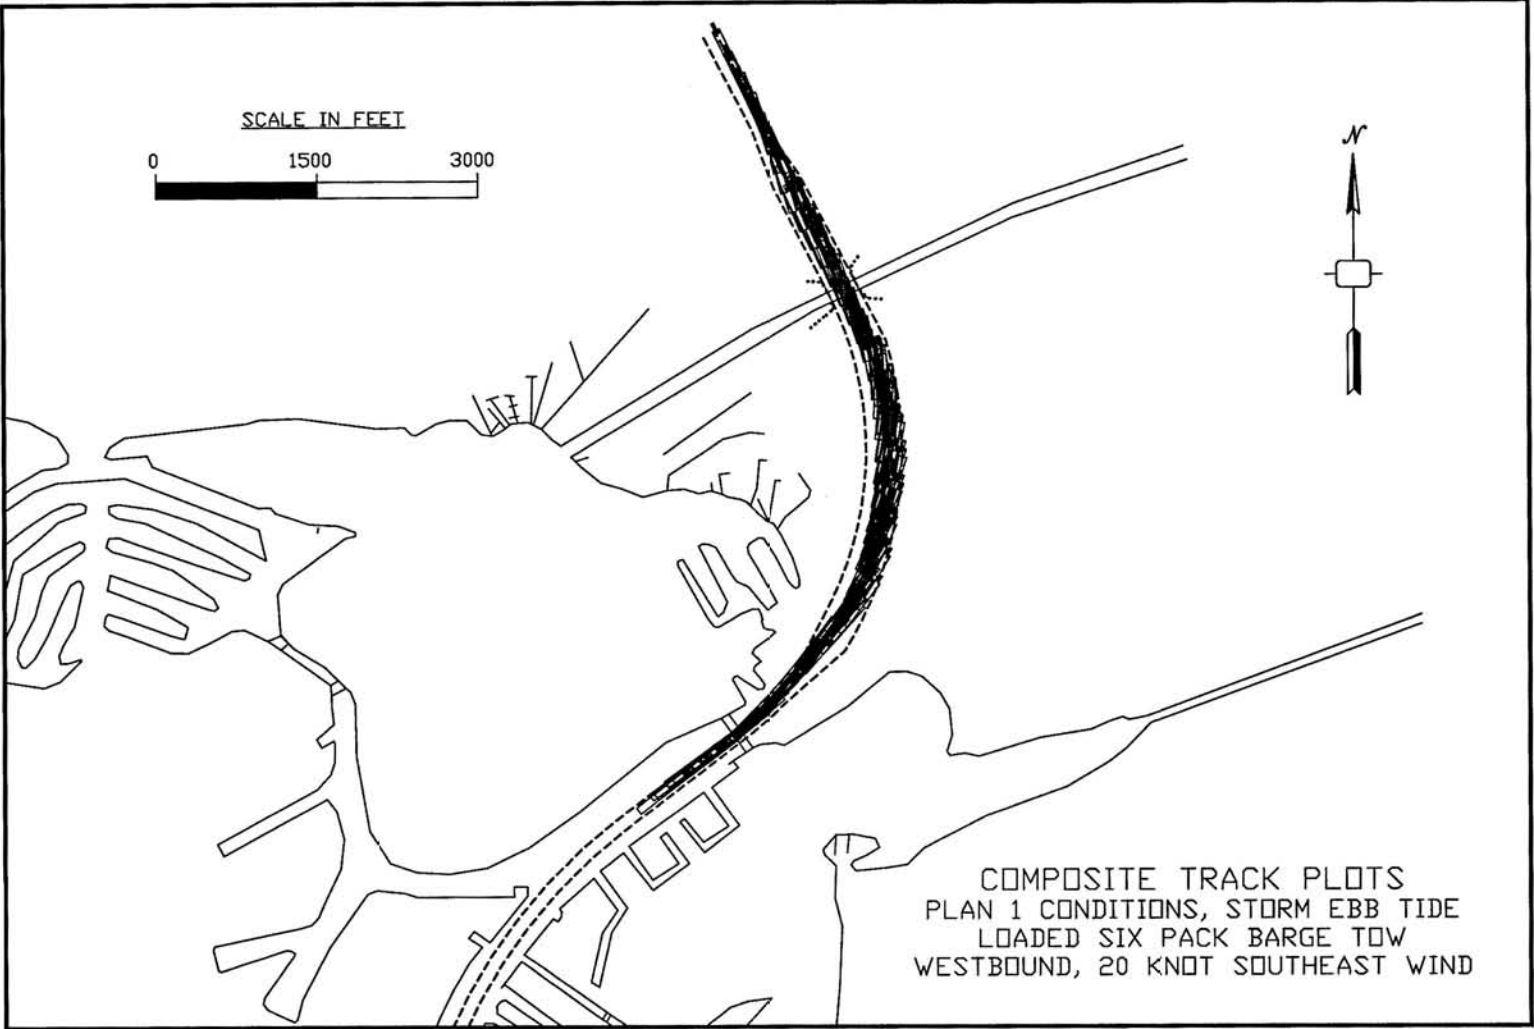 SCALE IN FEET
0 1500 3000
N
COMPOSITE TRACK PLOTS
PLAN 1 CONDITIONS, STORM EBB TIDE
LOADED SIX PACK BARGE TOW
WESTBOUND, 20 KNOT SOUTHEAST WIND